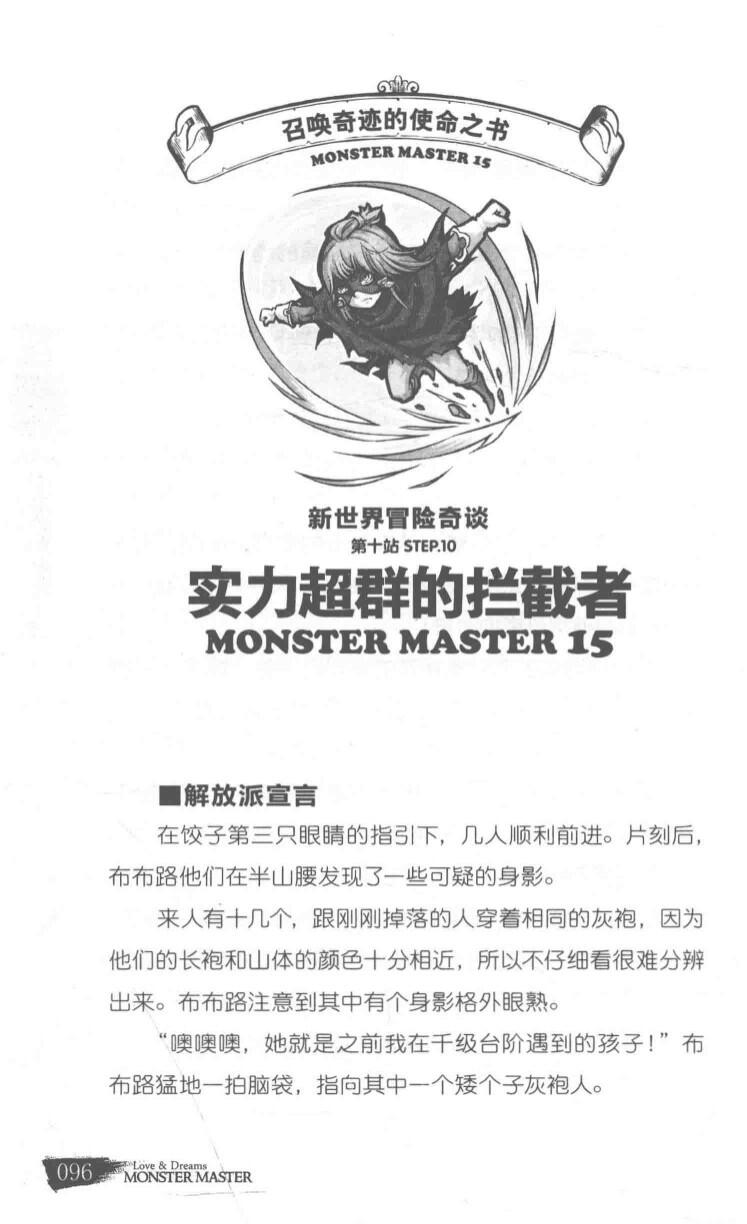 召唤奇迹的使命之书
MONSTER MASTER 15
新世界冒险奇谈
第十站 STEP.10
实力超群的拦截者
MONSTER MASTER 15
■解放派宣言
在饺子第三只眼睛的指引下，几人顺利前进。片刻后，
布布路他们在半山腰发现了一些可疑的身影。
来人有十几个，跟刚刚掉落的人穿着相同的灰袍，因为
他们的长袍和山体的颜色十分相近，所以不仔细看很难分辨
出来。布布路注意到其中有个身影格外眼熟。
“噢噢噢，她就是之前我在千级台阶遇到的孩子！”布
布路猛地一拍脑袋，指向其中一个矮个子灰袍人。
096
Love & Dreams
MONSTER MASTER